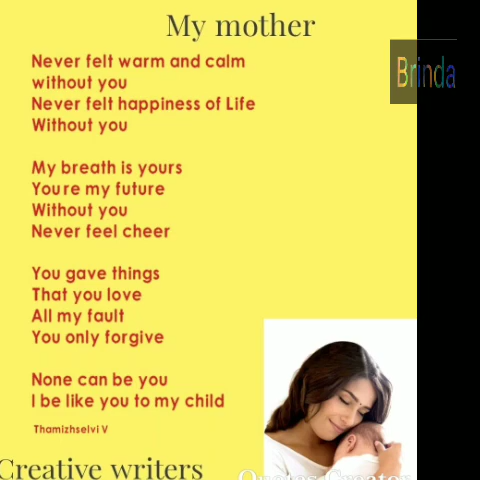 My mother
Brinda
Never felt warm and calm
without you
Never felt happiness of Life
Without you
My breath is yours
You re my future
Without you
Never feel cheer
You gave things
That you love
All my fault
You only forgive
None can be you
I be like you to my child
Thamizhselvi V
Creative writers
Quotes Creator